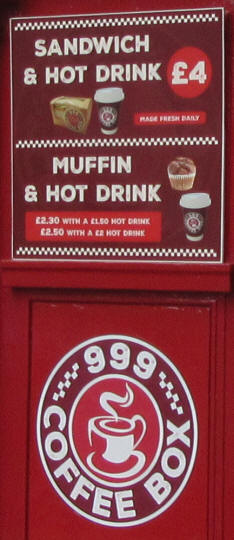 SANDWICH
& HOT DRINK £4
MADE FRESH DAILY
MUFFIN
& HOT DRINK
£2.30 WITH A £1.50 HOT DRINK
£2.50 WITH A £2 HOT DRINK
999
COFFEE BOX